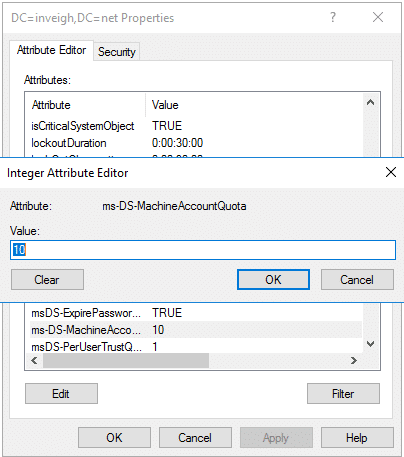 DC=inveigh,DC=net Properties
Attribute Editor Security
Attributes:
Attribute Value
isCriticalSystemObject TRUE
lockoutDuration 0:00:30:00
Integer Attribute Editor
Attribute: ms-DS-MachineAccountQuota
Value:
10
Clear OK Cancel
msDS-ExpirePasswor... TRUE
ms-DS-MachineAcco... 10
msDS-PerUserTrustQ... 1
Edit Filter
OK Cancel Apply Help